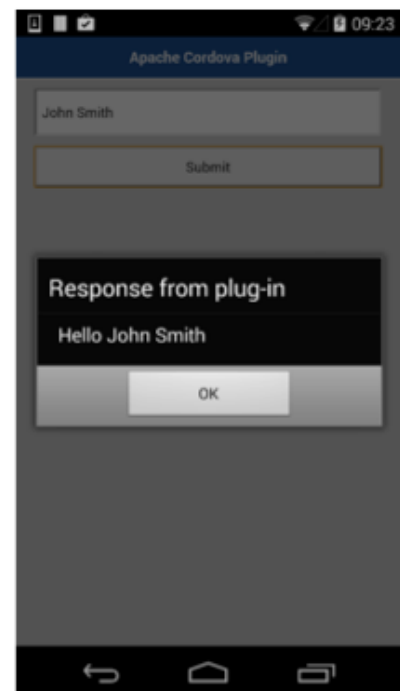 09:23
Apache Cordova Plugin
John Smith
Submit
Response from plug-in
Hello John Smith
OK